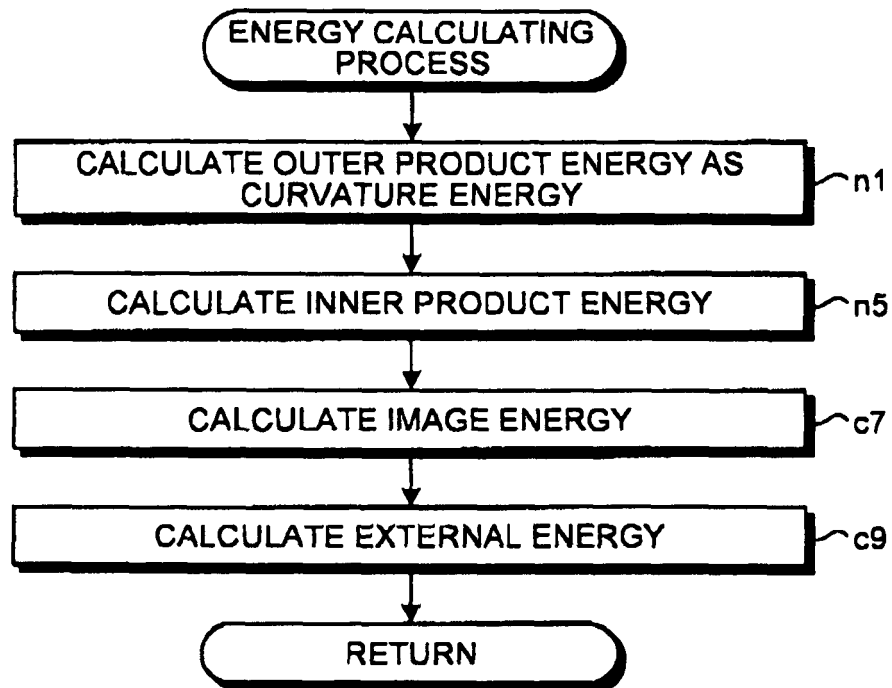 ENERGY CALCULATING
PROCESS
CALCULATE OUTER PRODUCT ENERGY AS
CURVATURE ENERGY
n1
CALCULATE INNER PRODUCT ENERGY
n5
CALCULATE IMAGE ENERGY
c7
CALCULATE EXTERNAL ENERGY
c9
RETURN